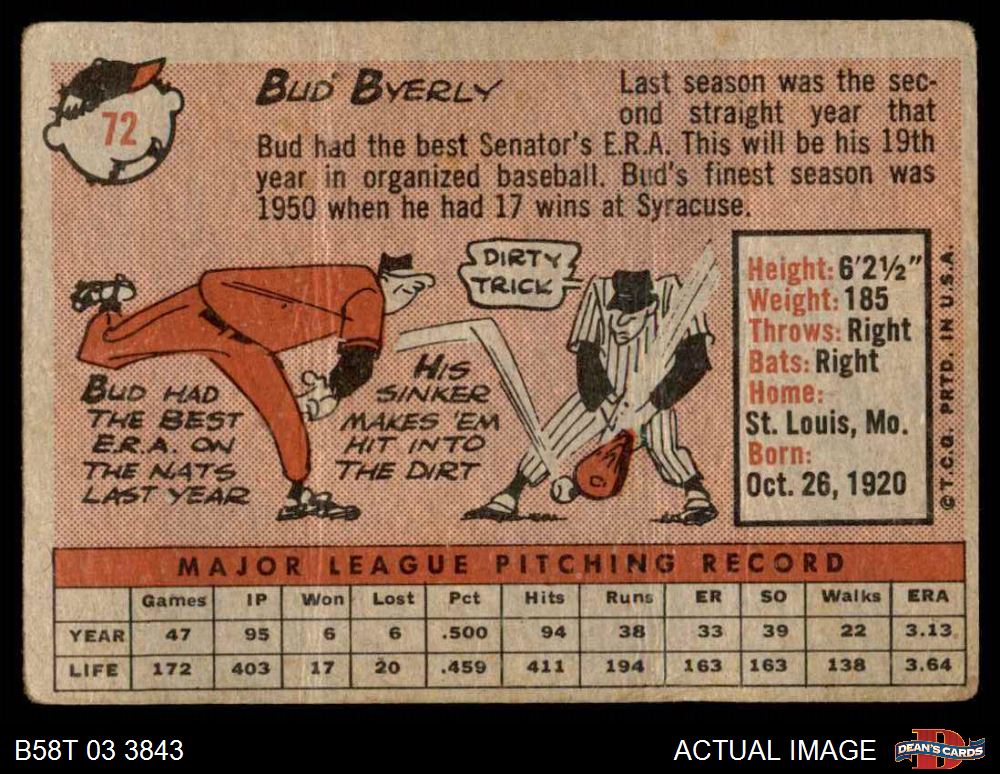 72
BUD BYERLY
Last season was the sec-
ond straight year that
Bud had the best Senator's E.R.A. This will be his 19th
year in organized baseball. Bud's finest season was
1950 when he had 17 wins at Syracuse.
DIRTY
TRICK
BUD HAD
THE BEST
E.R.A. ON
THE NATS
LAST YEAR
HIS
SINKER
MAKES 'EM
HIT INTO
THE DIRT
Height: 6'2½"
Weight: 185
Throws: Right
Bats: Right
Home:
St. Louis, Mo.
Born:
Oct. 26, 1920
©T.C.G. PRTD. IN U.S.A.
MAJOR LEAGUE PITCHING RECORD
Games IP Won Lost Pct Hits Runs ER SO Walks ERA
YEAR 47 95 6 6 .500 94 38 33 39 22 3.13
LIFE 172 403 17 20 .459 411 194 163 163 138 3.64
B58T 03 3843
ACTUAL IMAGE
DEAN'S CARDS